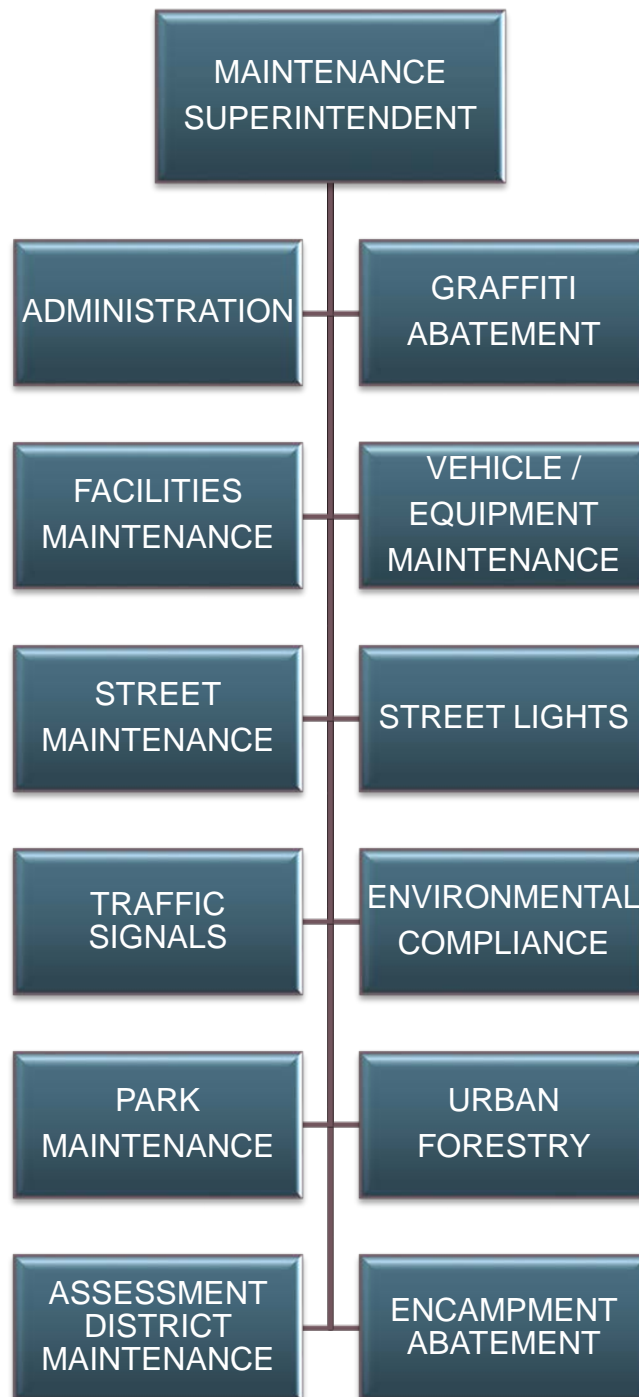 MAINTENANCE
SUPERINTENDENT
ADMINISTRATION
GRAFFITI
ABATEMENT
FACILITIES
MAINTENANCE
VEHICLE /
EQUIPMENT
MAINTENANCE
STREET
MAINTENANCE
STREET LIGHTS
TRAFFIC
SIGNALS
ENVIRONMENTAL
COMPLIANCE
PARK
MAINTENANCE
URBAN
FORESTRY
ASSESSMENT
DISTRICT
MAINTENANCE
ENCAMPMENT
ABATEMENT